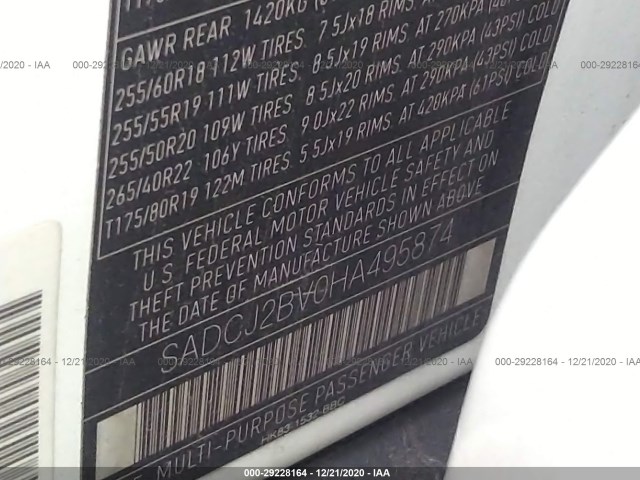 GAWR REAR 1420KG
255/60R18 112W TIRES. 7.5Jx18 RIMS. AT 270KPA
255/55R19 111W TIRES. 8.5Jx19 RIMS. AT 290KPA (43PSI) COLD
255/50R20 109W TIRES. 8.5Jx20 RIMS. AT 290KPA (43PSI) COLD
265/40R22 106Y TIRES. 9.0Jx22 RIMS. AT 290KPA (43PSI) COLD
T175/80R19 122M TIRES. 5.5Jx19 RIMS. AT 420KPA (61PSI) COLD
THIS VEHICLE CONFORMS TO ALL APPLICABLE
U.S. FEDERAL MOTOR VEHICLE SAFETY AND
THEFT PREVENTION STANDARDS IN EFFECT ON
THE DATE OF MANUFACTURE SHOWN ABOVE
SADCJ2BV0HA495874
MULTI-PURPOSE PASSENGER VEHICLE
HK83-1532-BBC
12/21/2020 - IAA
000-29228164 - 12/21/2020 - IAA
000-29228164
000-29228164 - 12/21/2020 - IAA
000-29228164 - 12/21/2020 - IAA
000-29228164
000-29228164 - 12/21/2020 - IAA